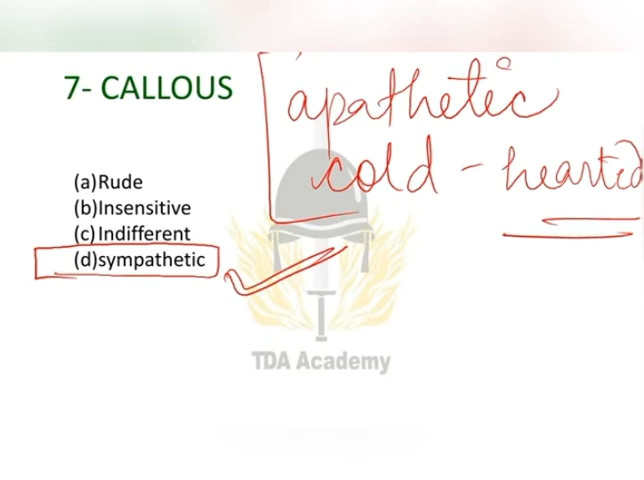 7- CALLOUS
apathetic
cold - hearted
(a)Rude
(b)Insensitive
(c)Indifferent
(d)sympathetic
TDA Academy